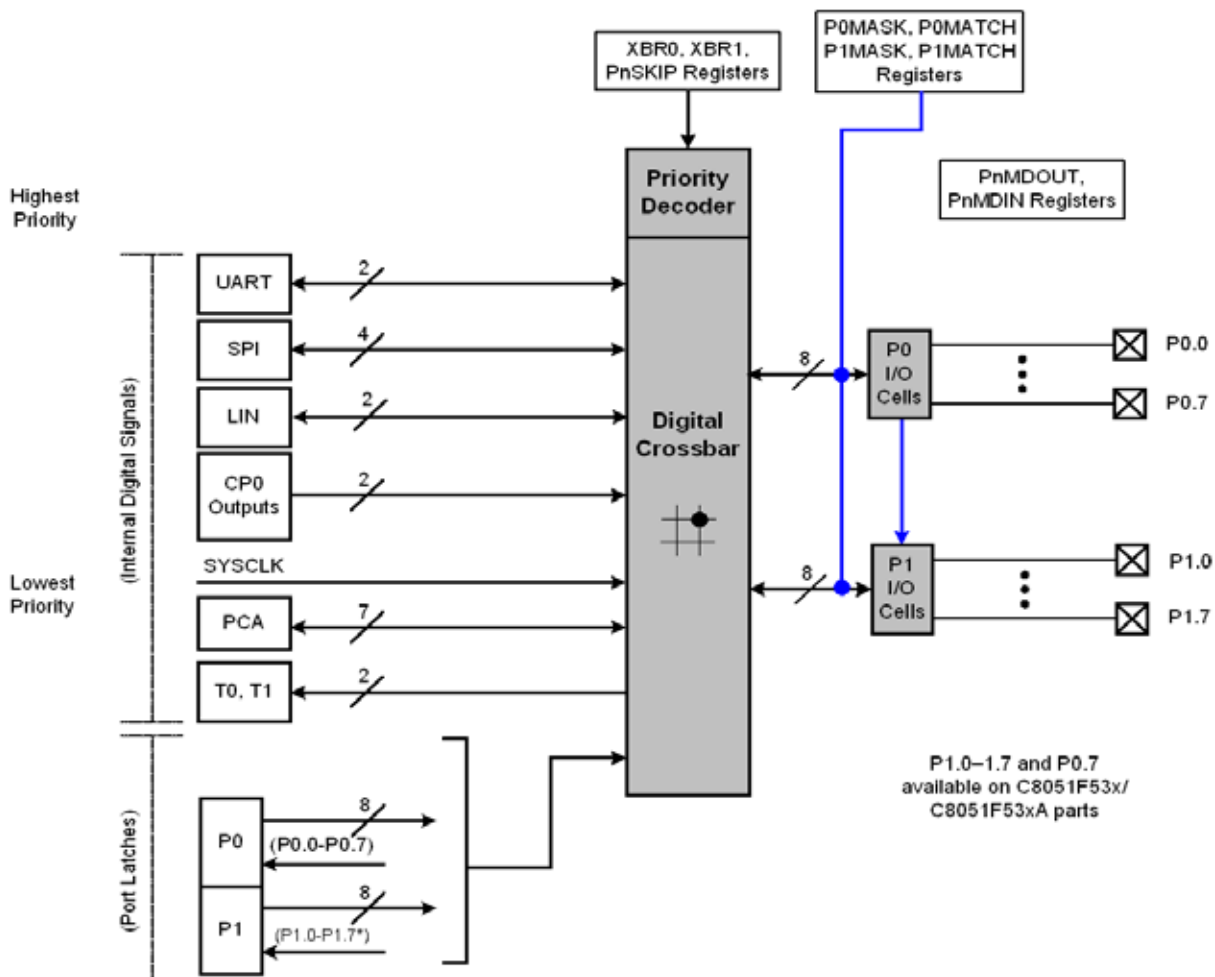 XBR0, XBR1,
PnSKIP Registers
P0MASK, P0MATCH
P1MASK, P1MATCH
Registers
PnMDOUT,
PnMDIN Registers
Highest
Priority
Priority
Decoder
UART
2
SPI
4
LIN
2
CP0
Outputs
2
SYSCLK
PCA
7
T0, T1
2
Lowest
Priority
(Internal Digital Signals)
Digital
Crossbar
8
P0
I/O
Cells
P0.0
P0.7
8
P1
I/O
Cells
P1.0
P1.7
(Port Latches)
P0
8
(P0.0-P0.7)
P1
8
(P1.0-P1.7*)
P1.0–1.7 and P0.7
available on C8051F53x/
C8051F53xA parts